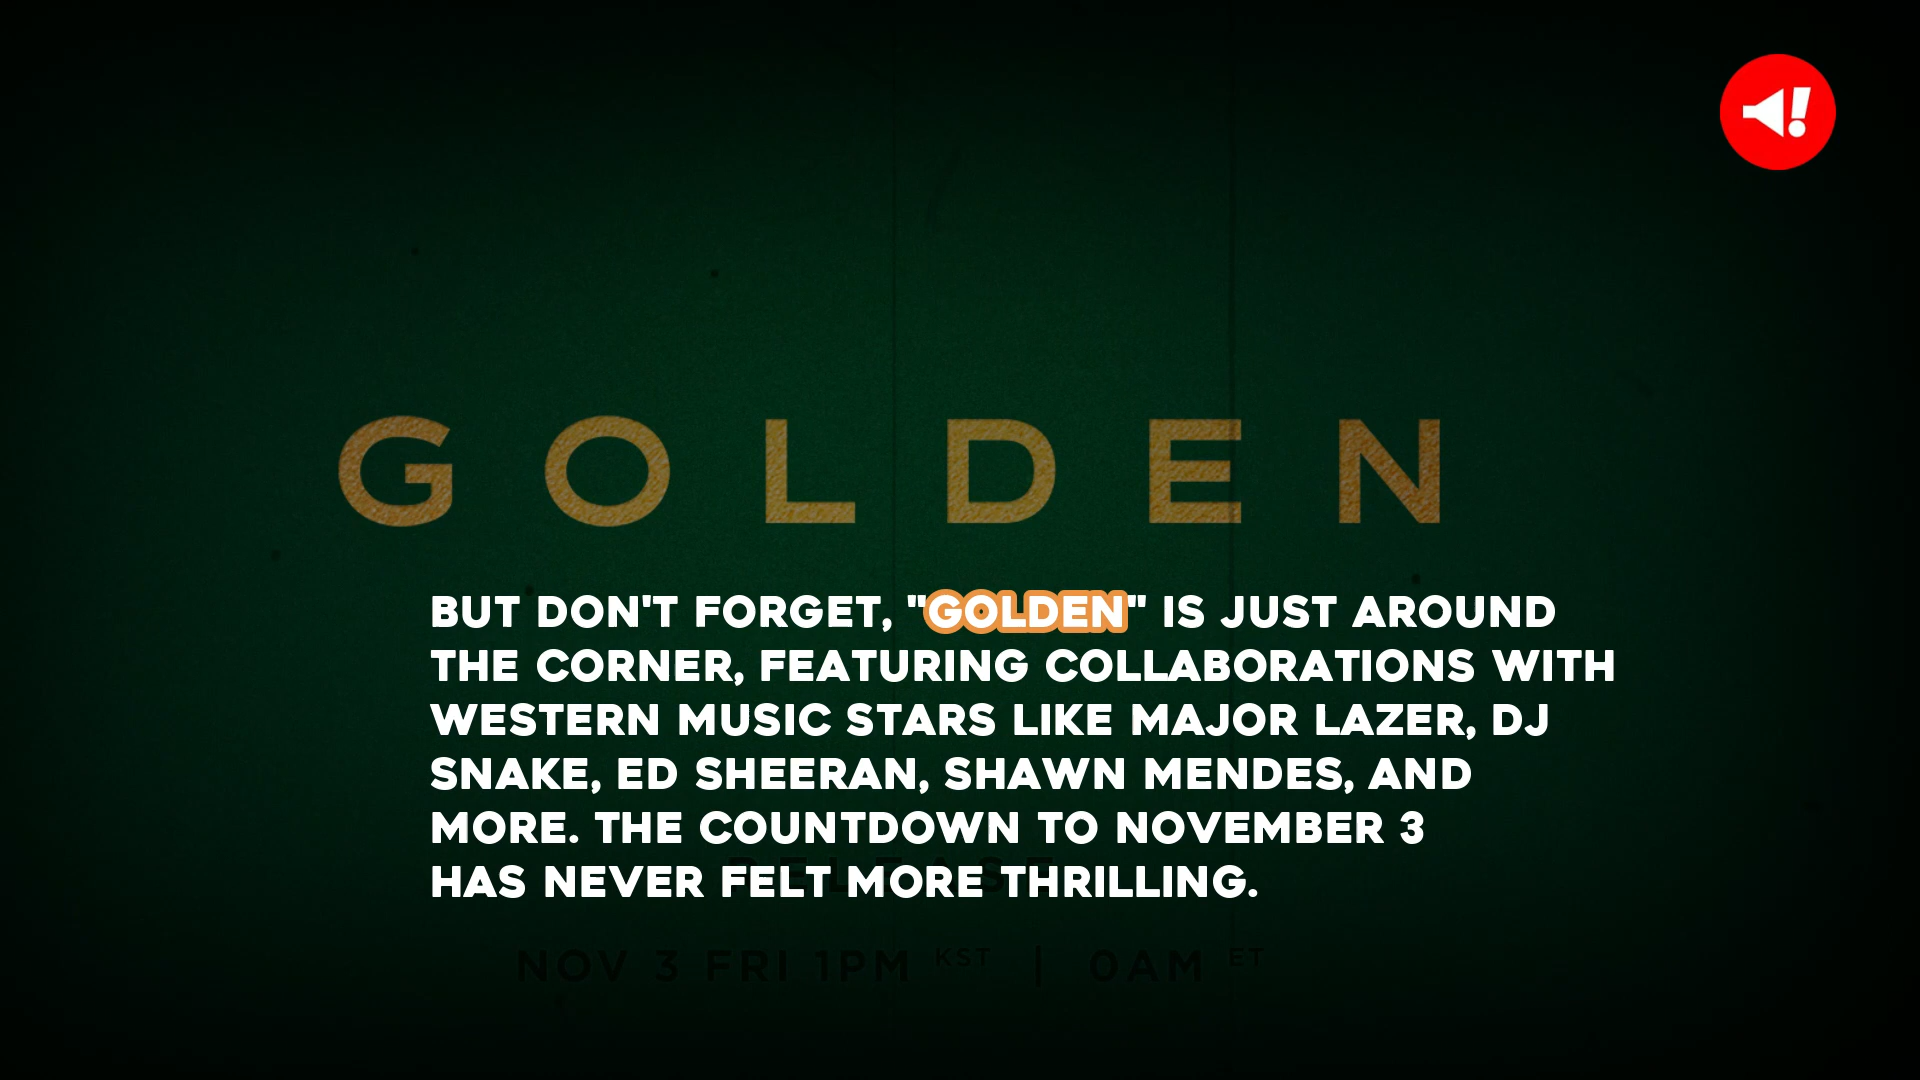 GOLDEN
BUT DON'T FORGET, "GOLDEN" IS JUST AROUND
THE CORNER, FEATURING COLLABORATIONS WITH
WESTERN MUSIC STARS LIKE MAJOR LAZER, DJ
SNAKE, ED SHEERAN, SHAWN MENDES, AND
MORE. THE COUNTDOWN TO NOVEMBER 3
RELEASE
HAS NEVER FELT MORE THRILLING.
NOV 3 FRI 1PM KST | 0AM ET